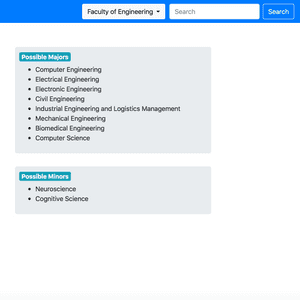 Faculty of Engineering
Search
Search
Possible Majors
Computer Engineering
Electrical Engineering
Electronic Engineering
Civil Engineering
Industrial Engineering and Logistics Management
Mechanical Engineering
Biomedical Engineering
Computer Science
Possible Minors
Neuroscience
Cognitive Science